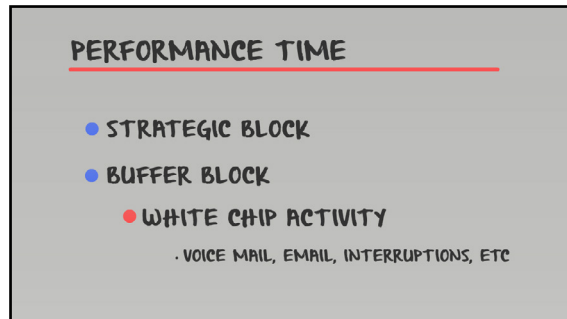 PERFORMANCE TIME
STRATEGIC BLOCK
BUFFER BLOCK
WHITE CHIP ACTIVITY
· VOICE MAIL, EMAIL, INTERRUPTIONS, ETC